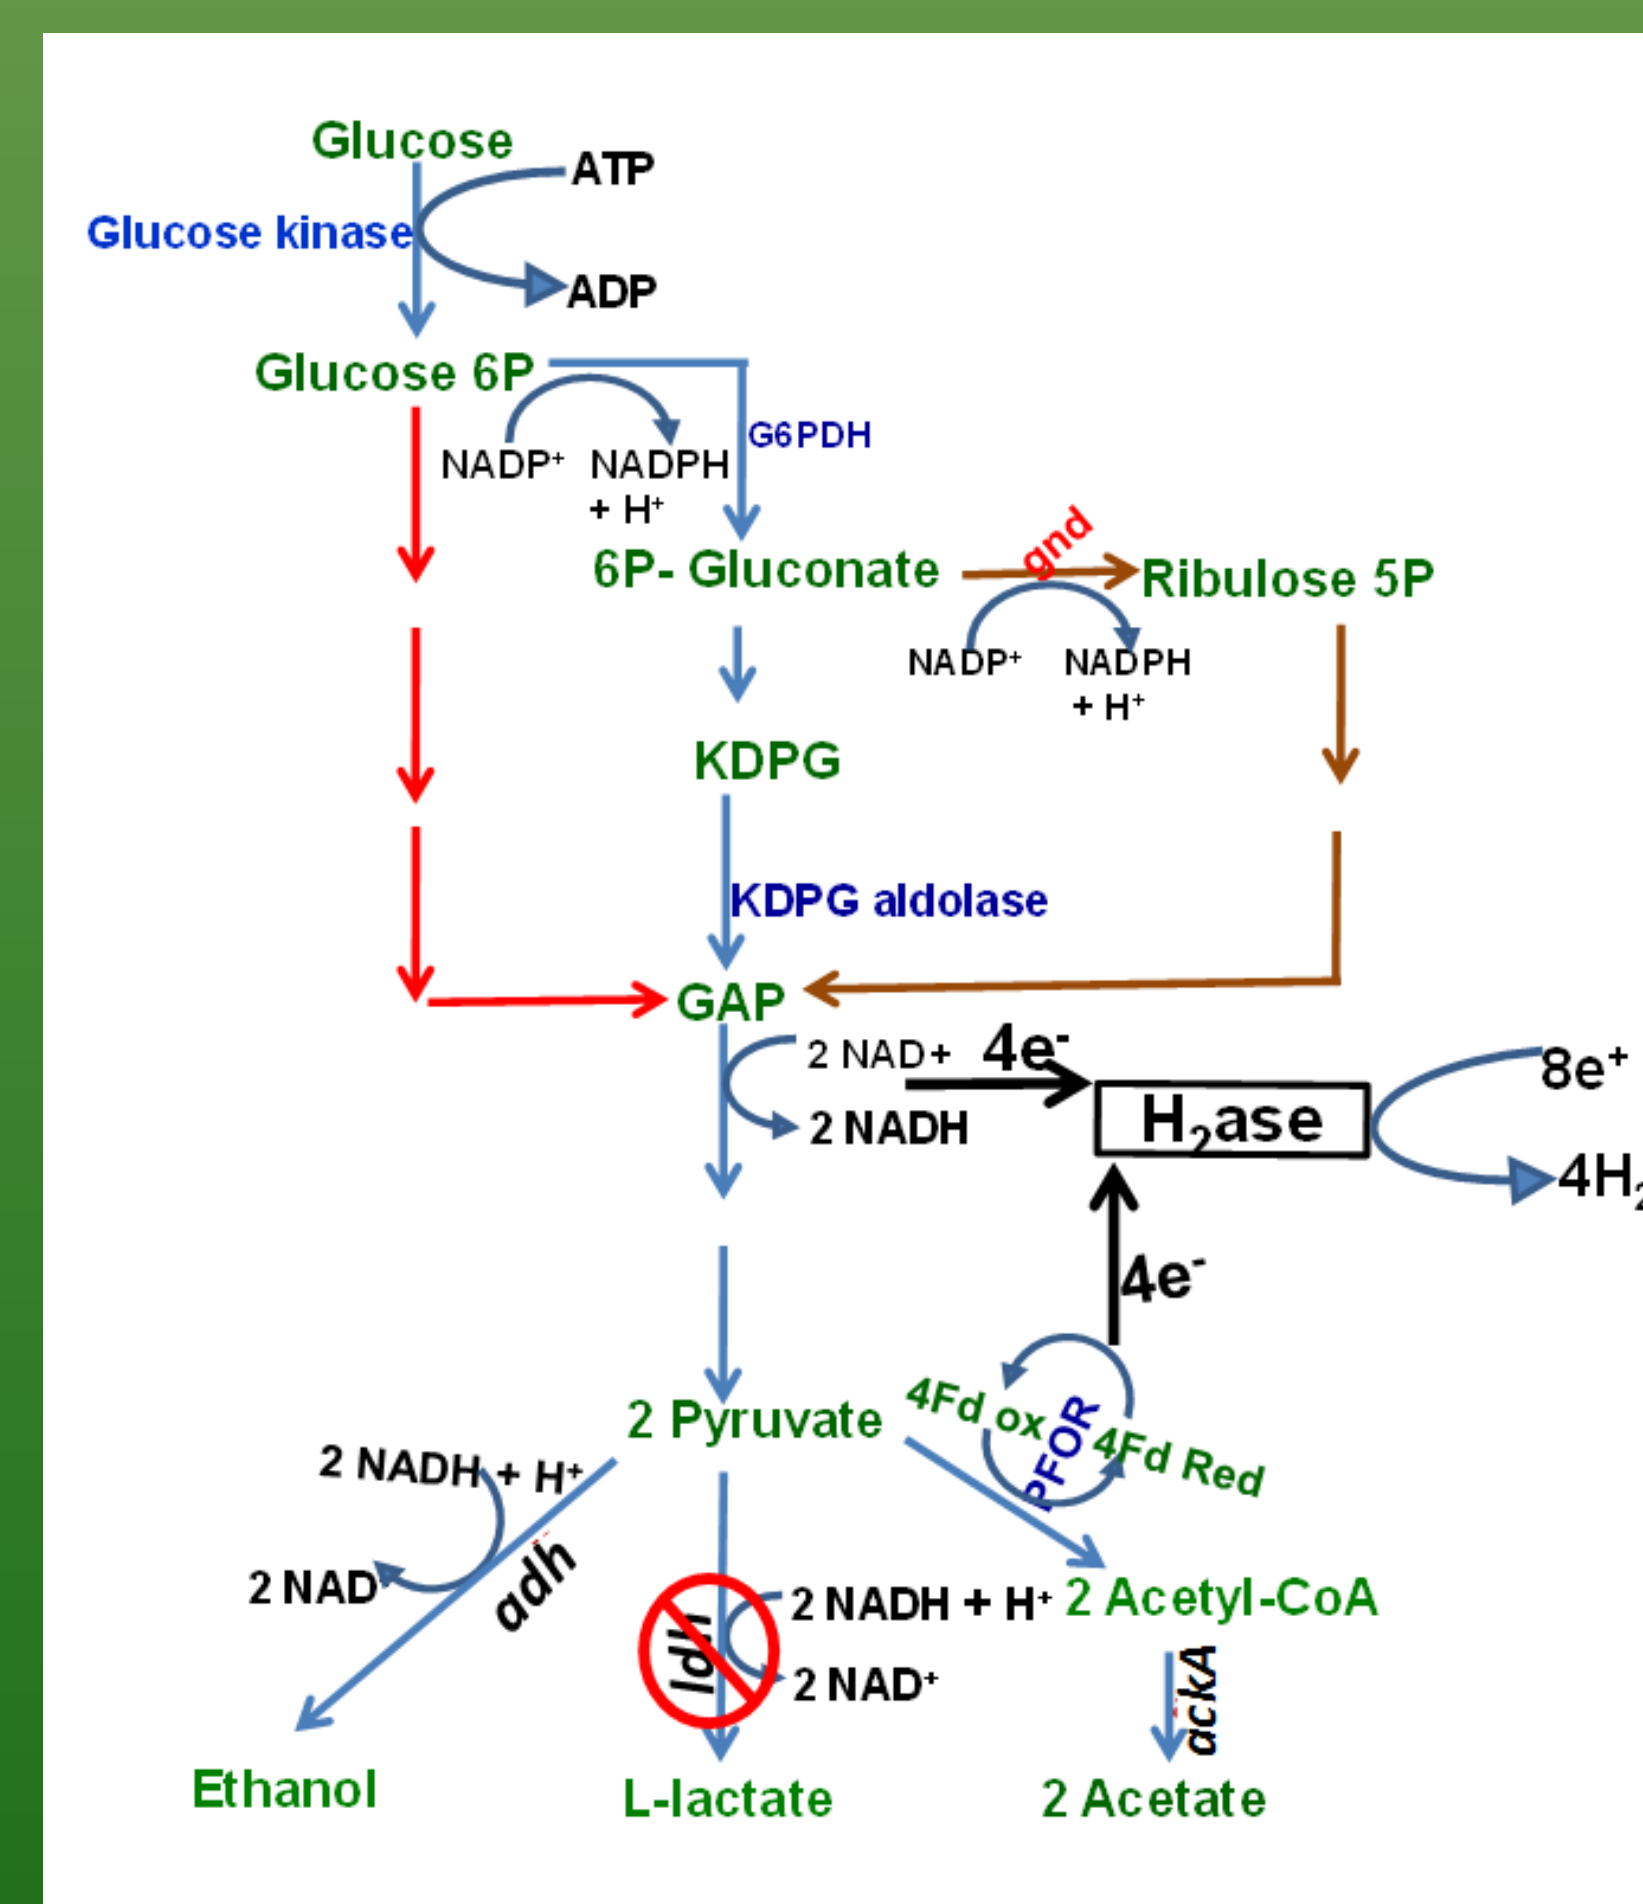 Glucose
ATP
Glucose kinase
ADP
Glucose 6P
G6PDH
NADP⁺ NADPH
+ H⁺
gnd
6P- Gluconate
Ribulose 5P
NADP⁺ NADPH
+ H⁺
KDPG
KDPG aldolase
GAP
2 NAD+
4e⁻
8e⁺
H₂ase
2 NADH
4H₂
4e⁻
4Fd ox
PFOR
4Fd Red
2 Pyruvate
2 NADH + H⁺
adh
2 NAD⁺
ldh
2 NADH + H⁺
2 NAD⁺
2 Acetyl-CoA
ackA
Ethanol
L-lactate
2 Acetate